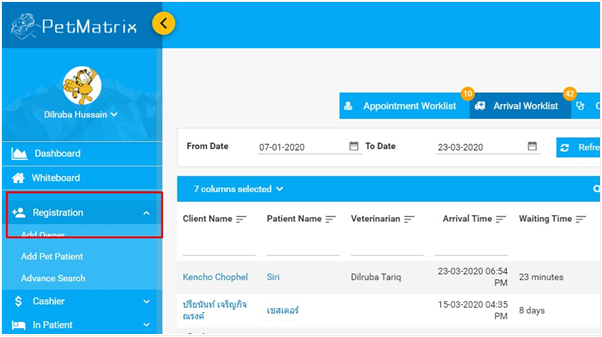 PetMatrix
Dilruba Hussain
Dashboard
Whiteboard
Registration
Add Owner
Add Pet Patient
Advance Search
Cashier
In Patient
10
42
Appointment Worklist
Arrival Worklist
From Date
07-01-2020
To Date
23-03-2020
7 columns selected
Client Name
Patient Name
Veterinarian
Arrival Time
Waiting Time
Kencho Chophel
Siri
Dilruba Tariq
23-03-2020 06:54
PM
23 minutes
ปรียนันท์ เจริญกิจ
ณรงค์
เชสเตอร์
15-03-2020 04:35
PM
8 days